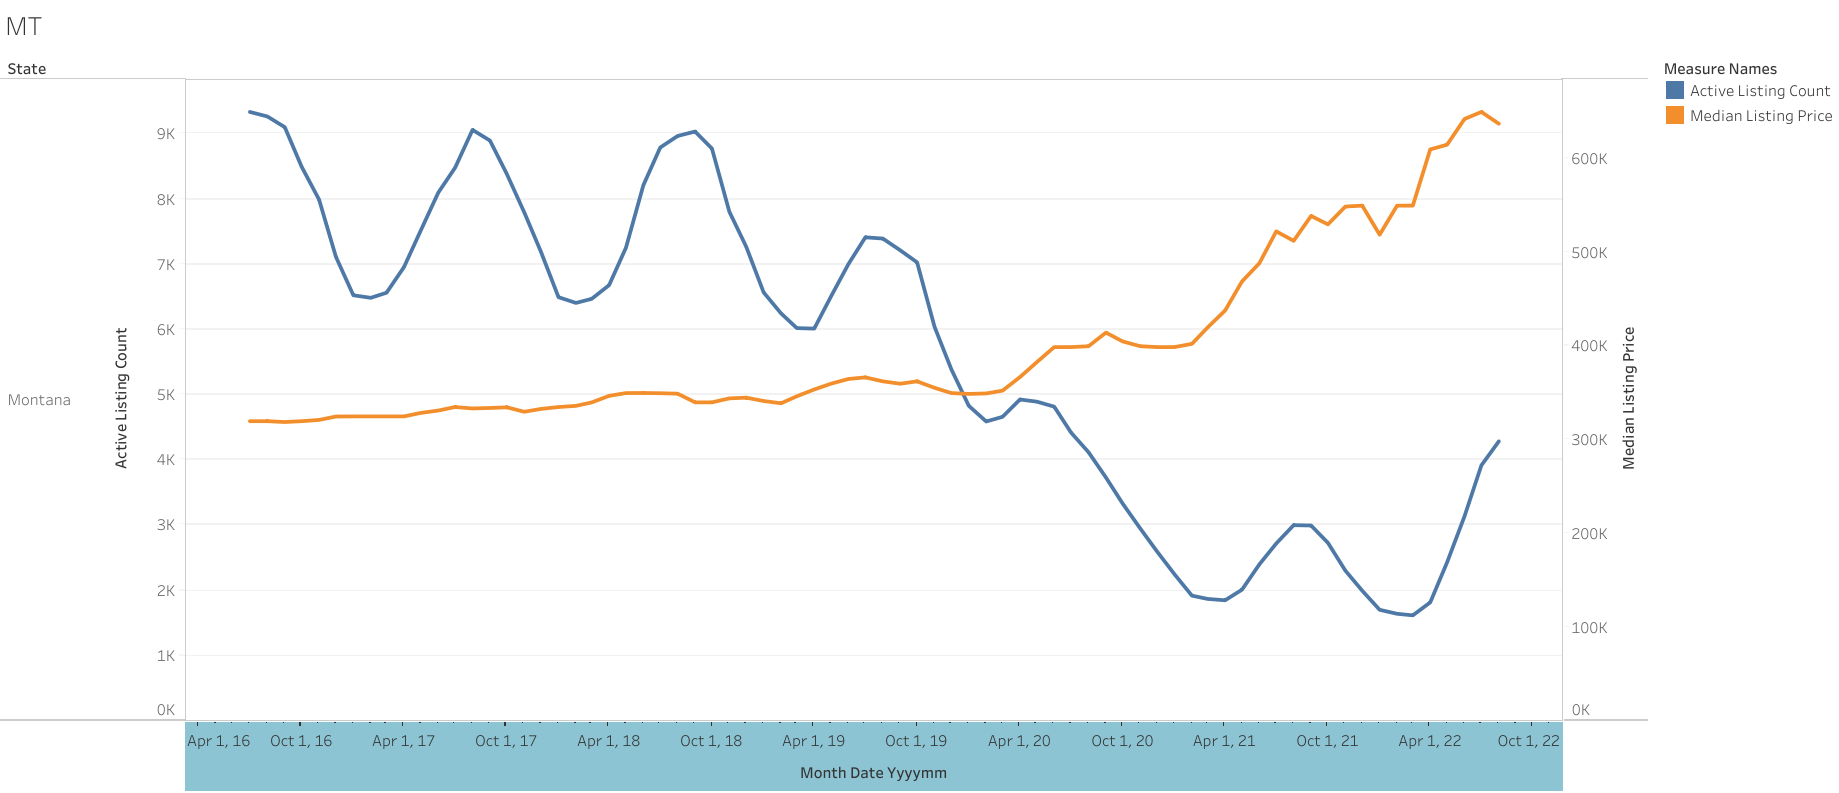 MT
State
Measure Names
Active Listing Count
Median Listing Price
Montana
Active Listing Count
9K
8K
7K
6K
5K
4K
3K
2K
1K
0K
600K
500K
400K
300K
200K
100K
0K
Median Listing Price
Apr 1, 16 Oct 1, 16 Apr 1, 17 Oct 1, 17 Apr 1, 18 Oct 1, 18 Apr 1, 19 Oct 1, 19 Apr 1, 20 Oct 1, 20 Apr 1, 21 Oct 1, 21 Apr 1, 22 Oct 1, 22
Month Date Yyyymm